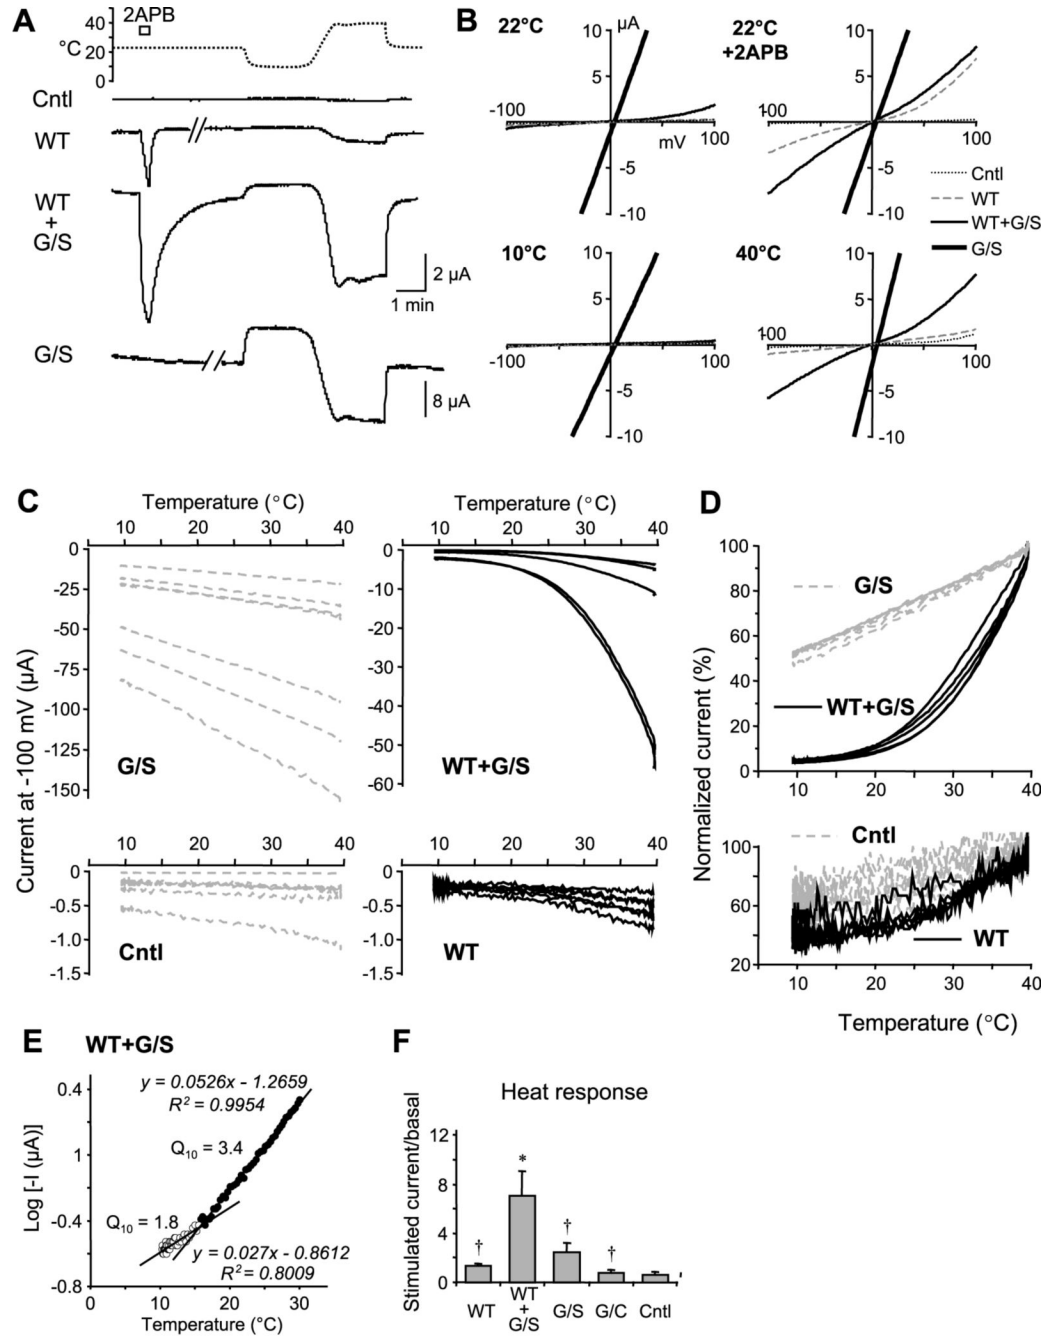 A
2APB
40
°C
20
0
Cntl
WT
WT
+
G/S
2 µA
1 min
G/S
8 µA
B
22°C
µA
10
5
-100
100
mV
-5
-10
22°C
+2APB
10
5
-100
100
-5
-10
Cntl
WT
WT+G/S
G/S
10°C
10
5
-100
100
-5
-10
40°C
10
5
-100
100
-5
-10
C
Temperature (°C)
10 20 30 40
Current at -100 mV (µA)
0
-25
-50
-75
-100
-125
-150
G/S
Temperature (°C)
10 20 30 40
0
-10
-20
-30
-40
-50
-60
WT+G/S
10 20 30 40
0
-0.5
-1.0
-1.5
Cntl
10 20 30 40
0
-0.5
-1.0
-1.5
WT
D
Normalized current (%)
100
80
60
40
20
0
G/S
WT+G/S
10 20 30 40
Cntl
100
60
20
WT
10 20 30 40
Temperature (°C)
E
WT+G/S
y = 0.0526x - 1.2659
R² = 0.9954
Log [-I (µA)]
0.4
1
-0.4
-0.8
Q10 = 3.4
Q10 = 1.8
y = 0.027x - 0.8612
R² = 0.8009
0 10 20 30
Temperature (°C)
F
Heat response
Stimulated current/basal
12
8
4
0
†
*
†
†
WT
WT
+
G/S
G/S
G/C
Cntl